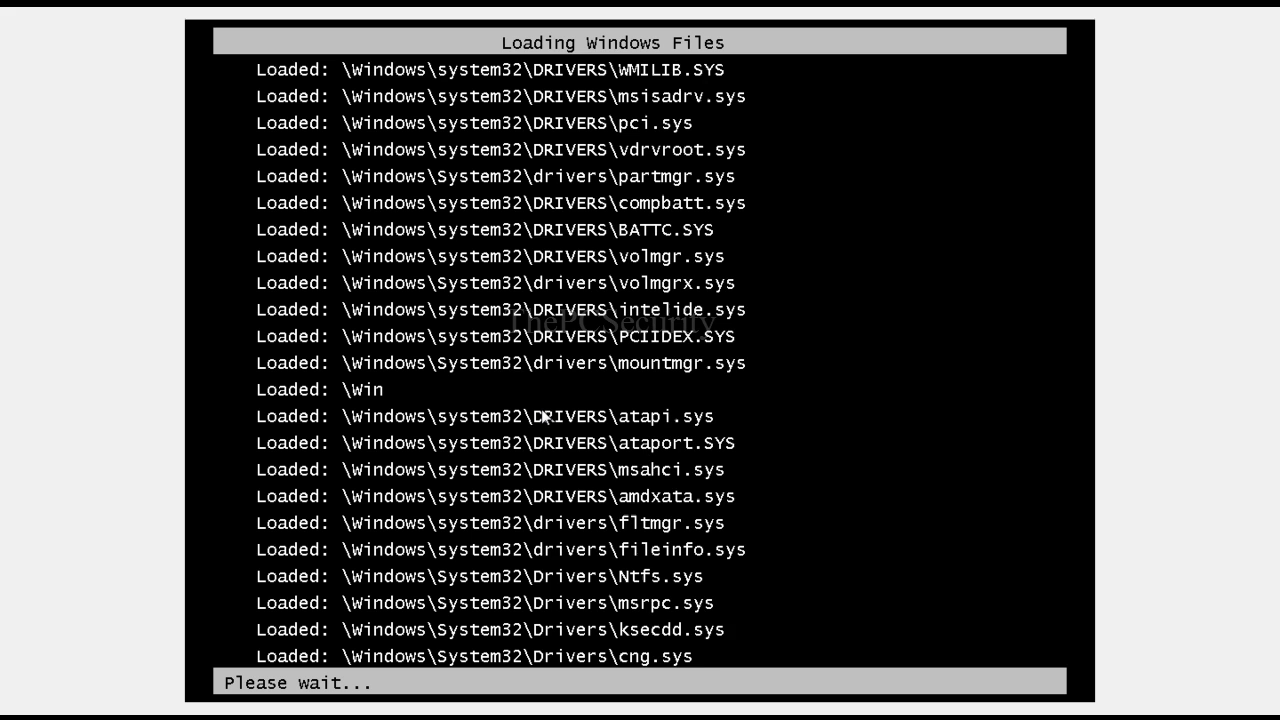 Loading Windows Files
Loaded: \Windows\system32\DRIVERS\WMILIB.SYS
Loaded: \Windows\system32\DRIVERS\msisadrv.sys
Loaded: \Windows\system32\DRIVERS\pci.sys
Loaded: \Windows\system32\DRIVERS\vdrvroot.sys
Loaded: \Windows\System32\drivers\partmgr.sys
Loaded: \Windows\system32\DRIVERS\compbatt.sys
Loaded: \Windows\system32\DRIVERS\BATTC.SYS
Loaded: \Windows\system32\DRIVERS\volmgr.sys
Loaded: \Windows\System32\drivers\volmgrx.sys
Loaded: \Windows\system32\DRIVERS\intelide.sys
ThePCSecurity
Loaded: \Windows\system32\DRIVERS\PCIIDEX.SYS
Loaded: \Windows\System32\drivers\mountmgr.sys
Loaded: \Win
Loaded: \Windows\system32\DRIVERS\atapi.sys
Loaded: \Windows\system32\DRIVERS\ataport.SYS
Loaded: \Windows\system32\DRIVERS\msahci.sys
Loaded: \Windows\system32\DRIVERS\amdxata.sys
Loaded: \Windows\system32\drivers\fltmgr.sys
Loaded: \Windows\system32\drivers\fileinfo.sys
Loaded: \Windows\System32\Drivers\Ntfs.sys
Loaded: \Windows\System32\Drivers\msrpc.sys
Loaded: \Windows\System32\Drivers\ksecdd.sys
Loaded: \Windows\System32\Drivers\cng.sys
Please wait...